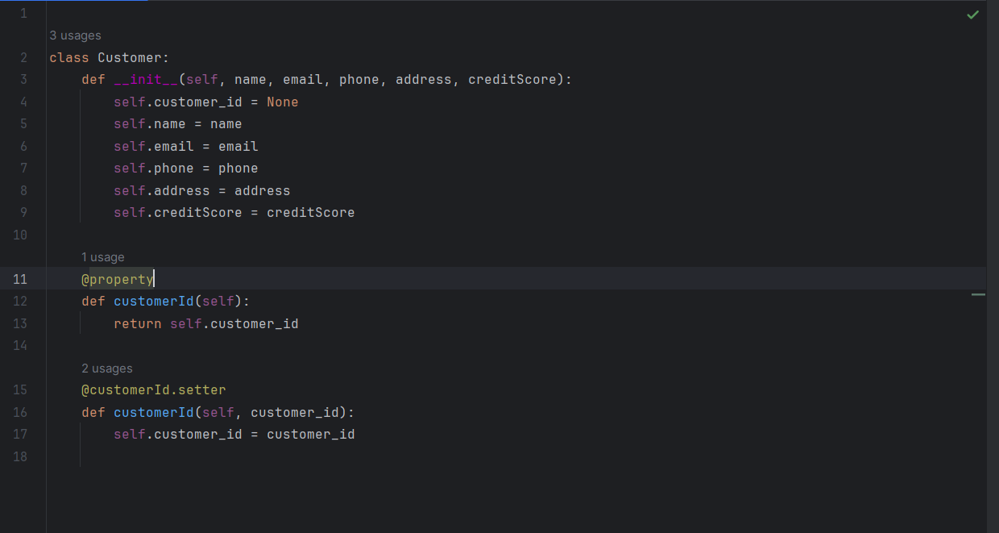 1
3 usages
2 class Customer:
3     def __init__(self, name, email, phone, address, creditScore):
4         self.customer_id = None
5         self.name = name
6         self.email = email
7         self.phone = phone
8         self.address = address
9         self.creditScore = creditScore
10
1 usage
11     @property
12     def customerId(self):
13         return self.customer_id
14
2 usages
15     @customerId.setter
16     def customerId(self, customer_id):
17         self.customer_id = customer_id
18